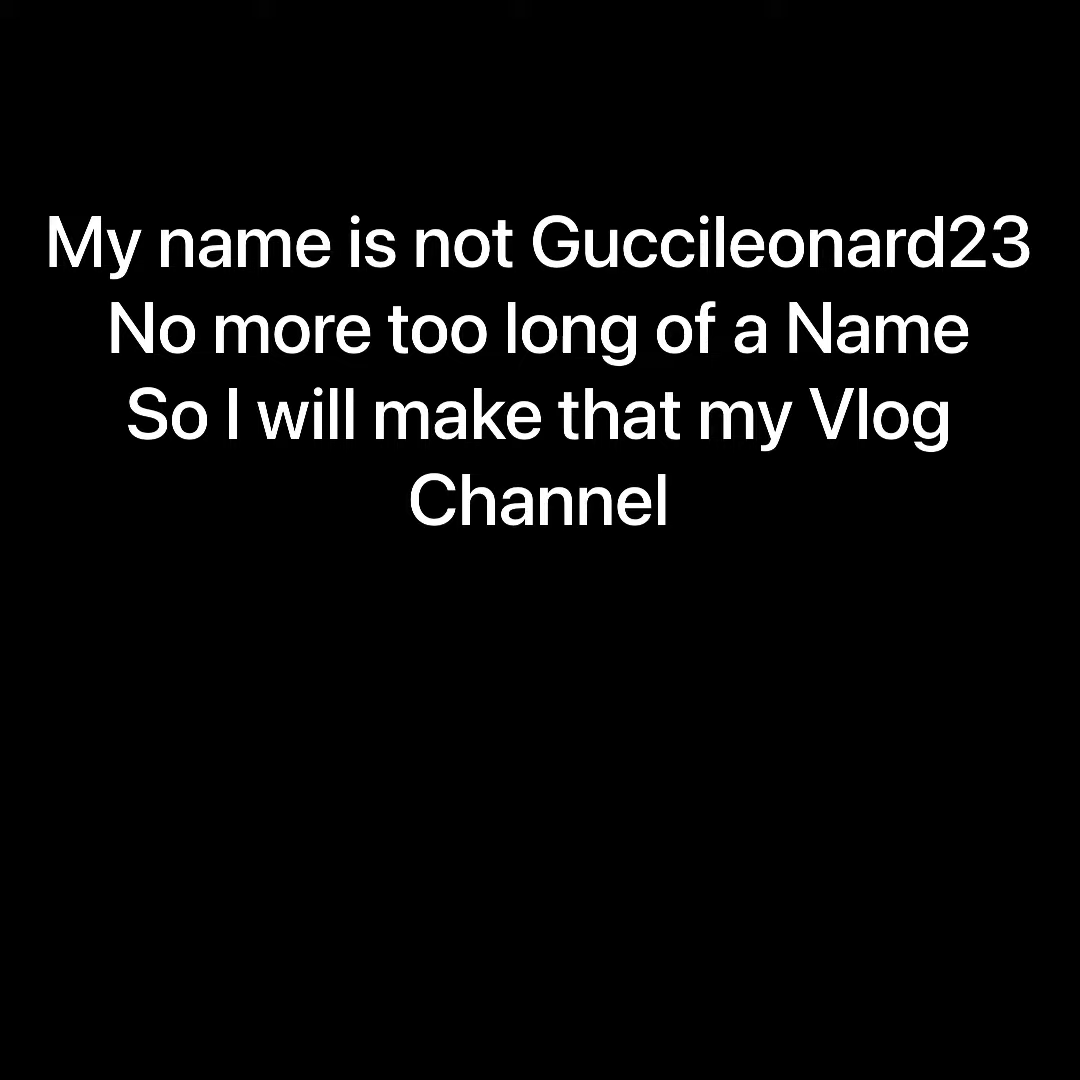 My name is not Guccileonard23
No more too long of a Name
So I will make that my Vlog
Channel